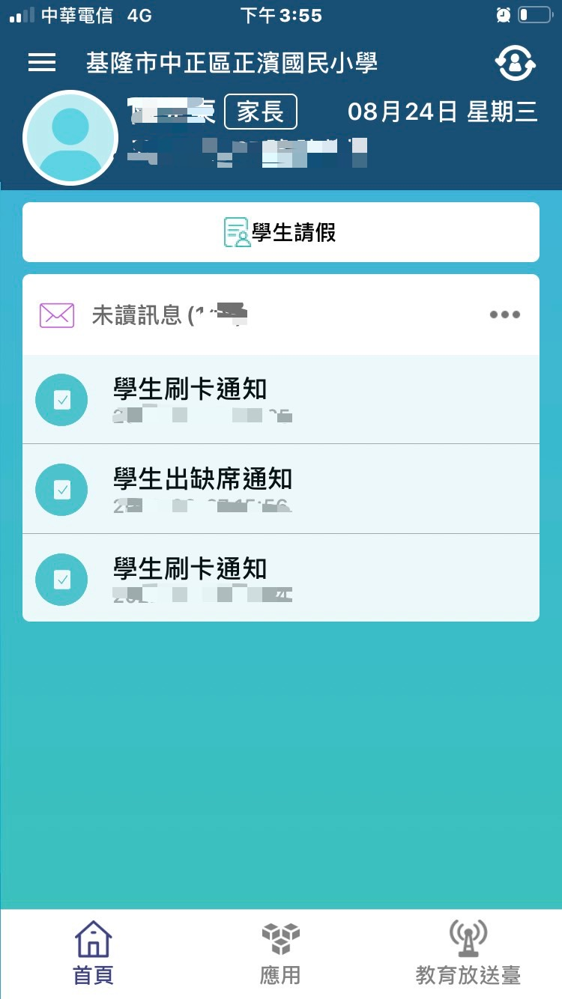 中華電信 4G 下午3:55
基隆市中正區正濱國民小學
家長 08月24日 星期三
學生請假
未讀訊息
學生刷卡通知
學生出缺席通知
學生刷卡通知
首頁 應用 教育放送臺